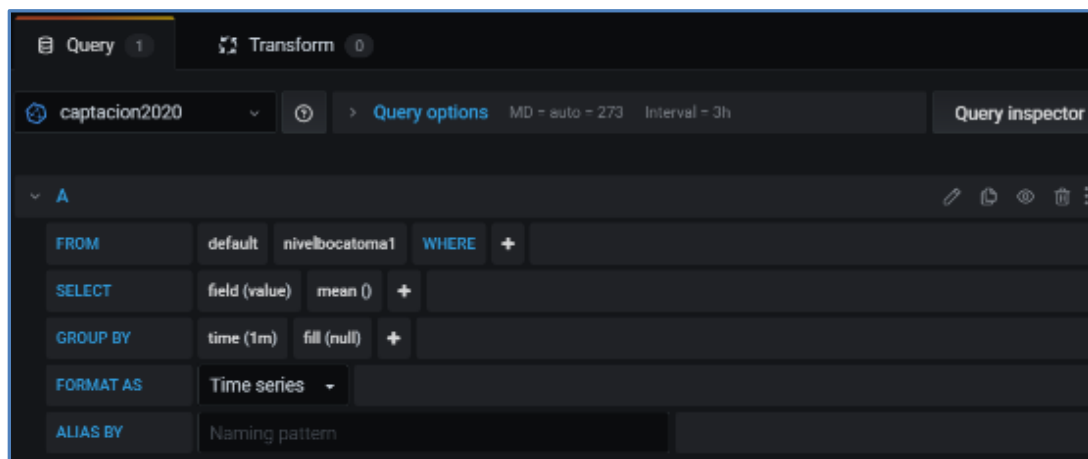 Query 1 Transform 0
captacion2020 > Query options MD = auto = 273 Interval = 3h Query inspector
A
FROM default nivelbocatoma1 WHERE +
SELECT field (value) mean () +
GROUP BY time (1m) fill (null) +
FORMAT AS Time series
ALIAS BY Naming pattern